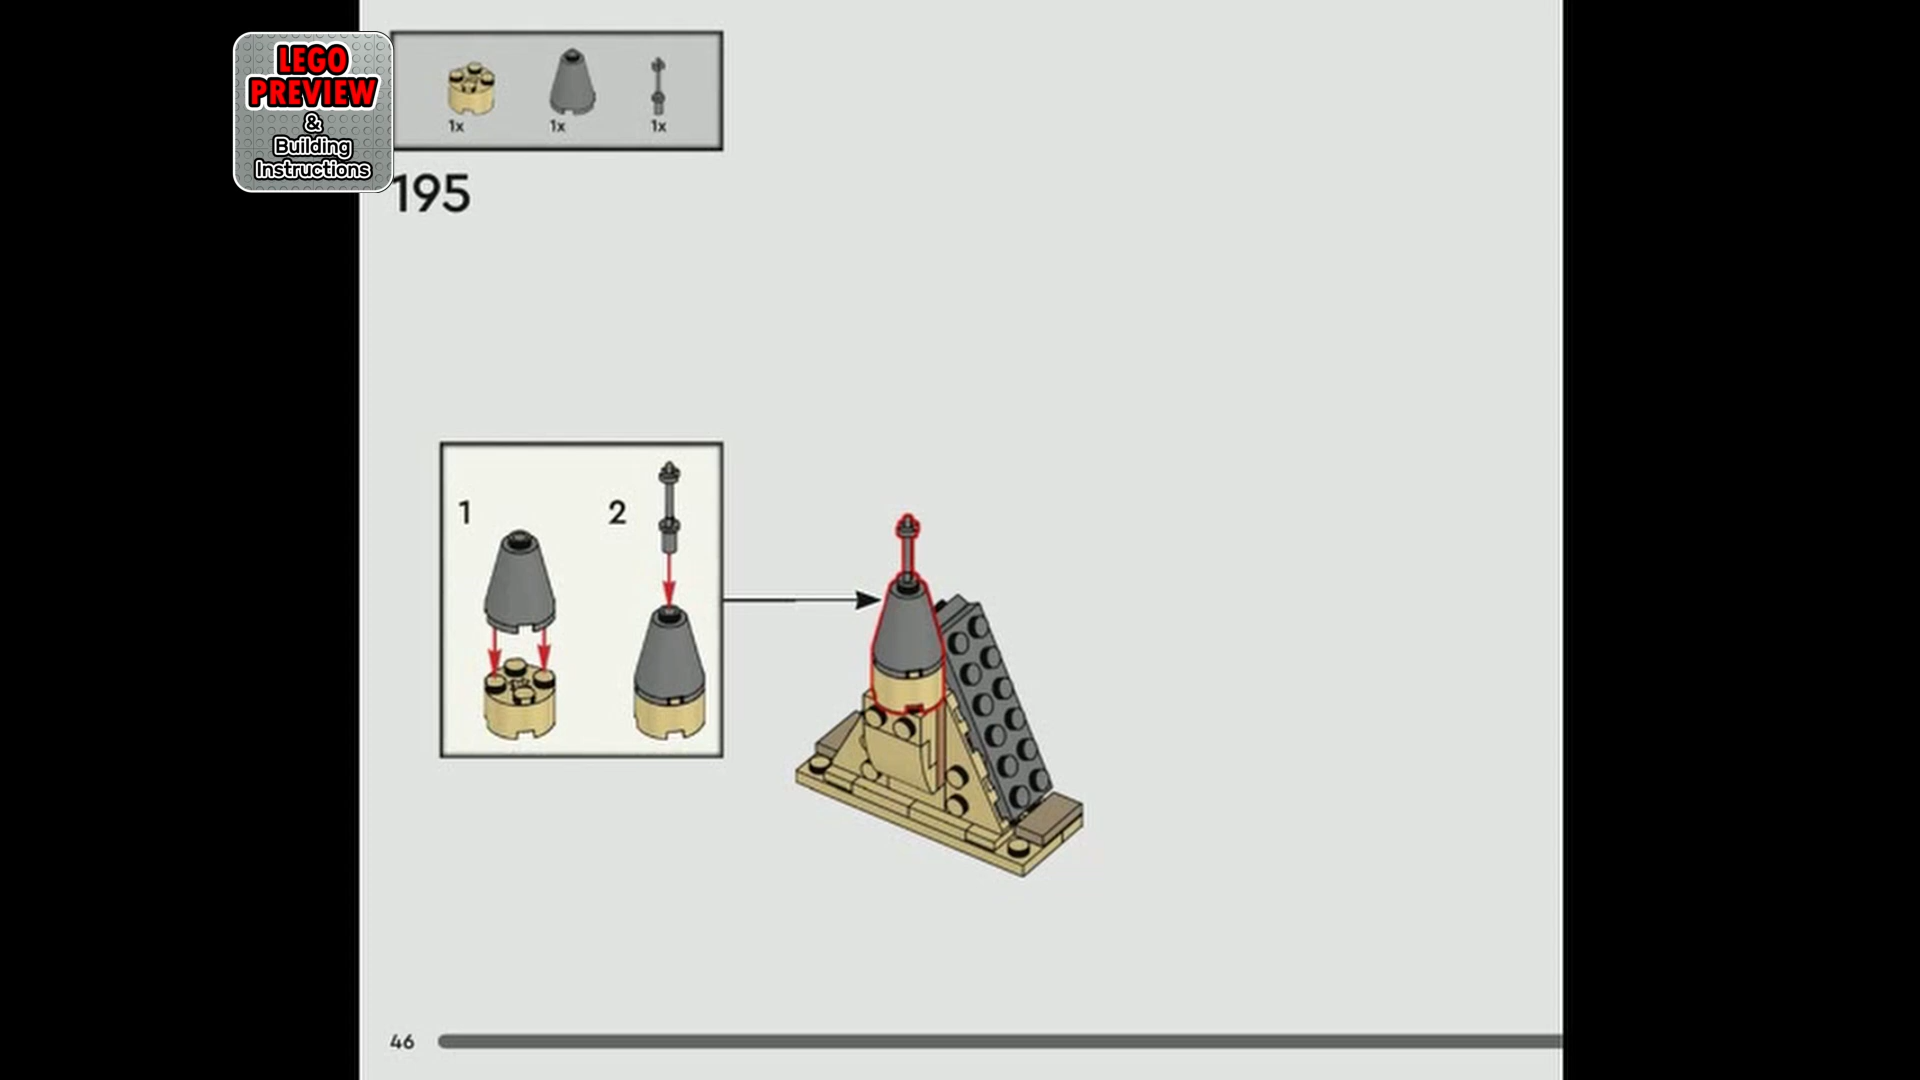 LEGO
PREVIEW
&
Building
Instructions
1x 1x 1x
195
1 2
46